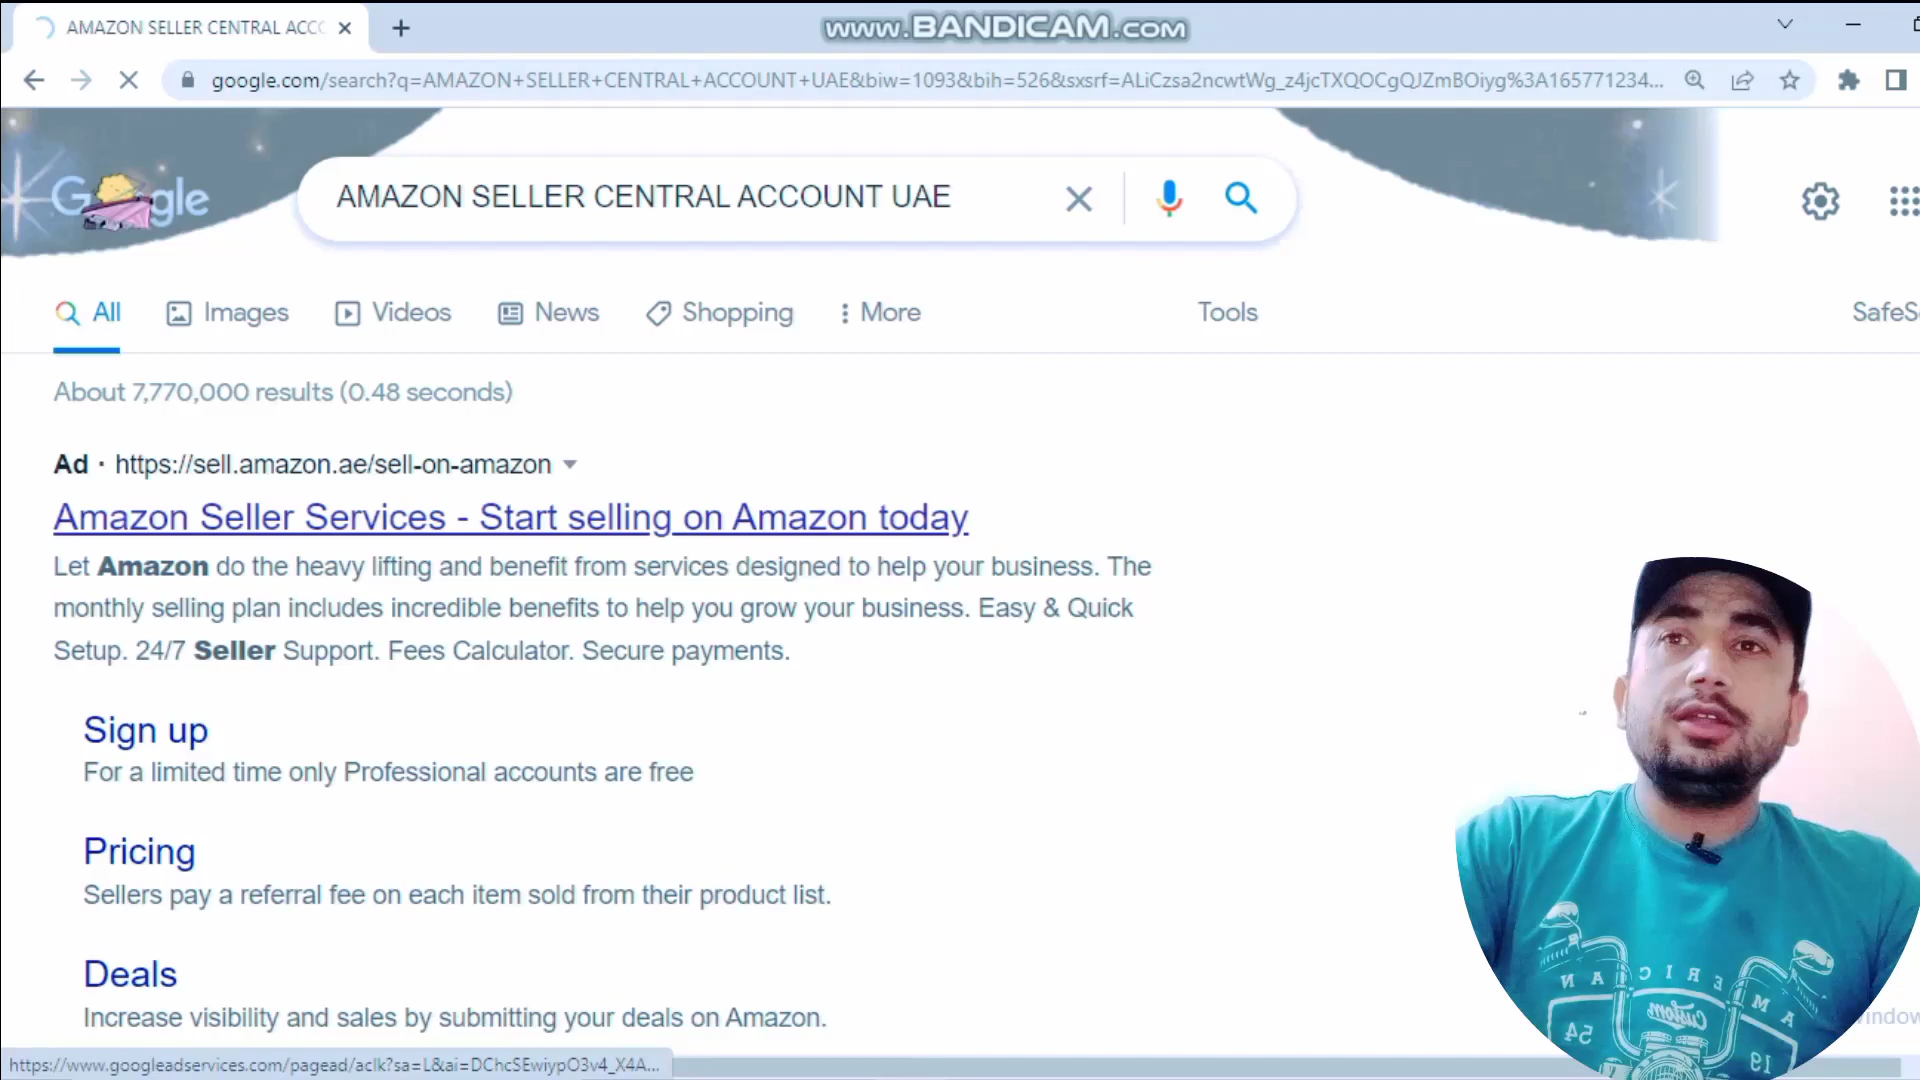 AMAZON SELLER CENTRAL ACC
www.BANDICAM.com
google.com/search?q=AMAZON+SELLER+CENTRAL+ACCOUNT+UAE&biw=1093&bih=526&sxsrf=ALiCzsa2ncwtWg_z4jcTXQOCgQJZmBOiyg%3A165771234...
Google
AMAZON SELLER CENTRAL ACCOUNT UAE
All
Images
Videos
News
Shopping
More
Tools
SafeS
About 7,770,000 results (0.48 seconds)
Ad · https://sell.amazon.ae/sell-on-amazon
Amazon Seller Services - Start selling on Amazon today
Let Amazon do the heavy lifting and benefit from services designed to help your business. The
monthly selling plan includes incredible benefits to help you grow your business. Easy & Quick
Setup. 24/7 Seller Support. Fees Calculator. Secure payments.
Sign up
For a limited time only Professional accounts are free
Pricing
Sellers pay a referral fee on each item sold from their product list.
Deals
Increase visibility and sales by submitting your deals on Amazon.
AMERICAN
Custom
19
54
https://www.googleadservices.com/pagead/aclk?sa=L&ai=DChcSEwiypO3v4_X4A...